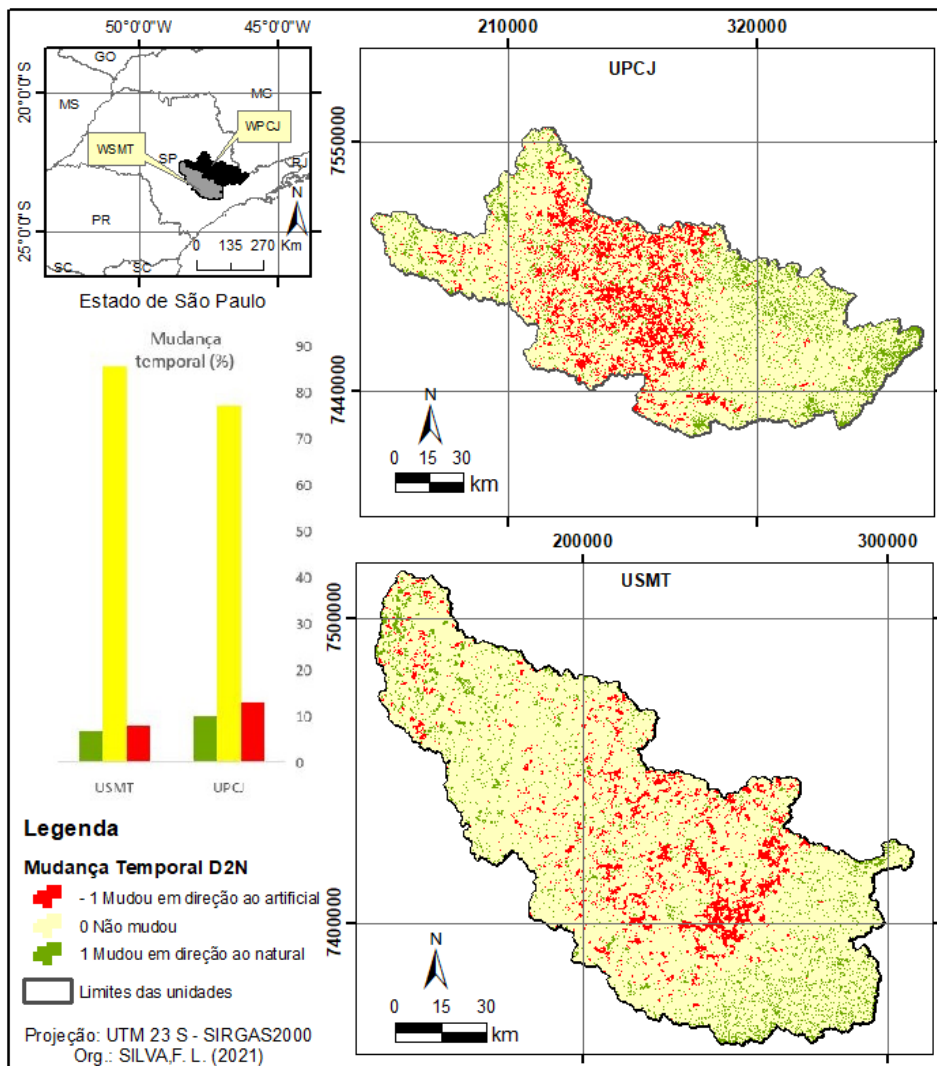 50°0'0"W
45°0'0"W
20°0'0"S
25°0'0"S
GO
MS
MG
WPCJ
WSMT
SP
RJ
PR
N
0 135 270 Km
SC
SC
Estado de São Paulo
Mudança
temporal (%)
90
80
70
60
50
40
30
20
10
0
USMT
UPCJ
Legenda
Mudança Temporal D2N
- 1 Mudou em direção ao artificial
0 Não mudou
1 Mudou em direção ao natural
Limites das unidades
Projeção: UTM 23 S - SIRGAS2000
Org.: SILVA,F. L. (2021)
210000
320000
UPCJ
7550000
7440000
N
0 15 30
km
200000
300000
USMT
7500000
7400000
N
0 15 30
km